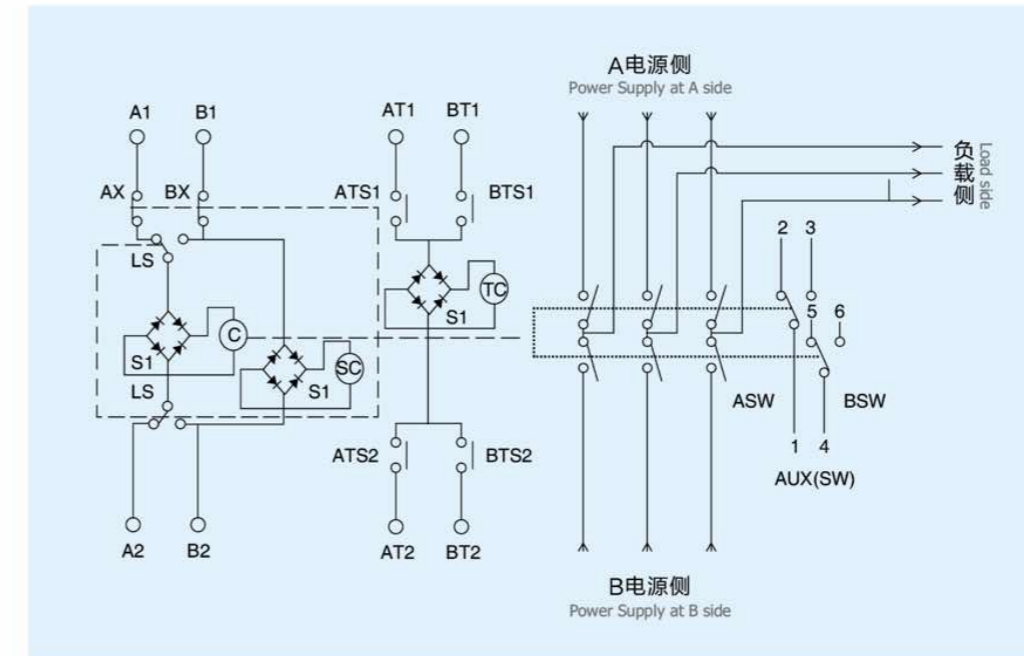 A电源侧
Power Supply at A side
A1
B1
AT1
BT1
AX
BX
ATS1
BTS1
负载侧
Load side
2
3
LS
TC
S1
C
S1
SC
S1
LS
5
6
ASW
BSW
1
4
AUX(SW)
ATS2
BTS2
A2
B2
AT2
BT2
B电源侧
Power Supply at B side